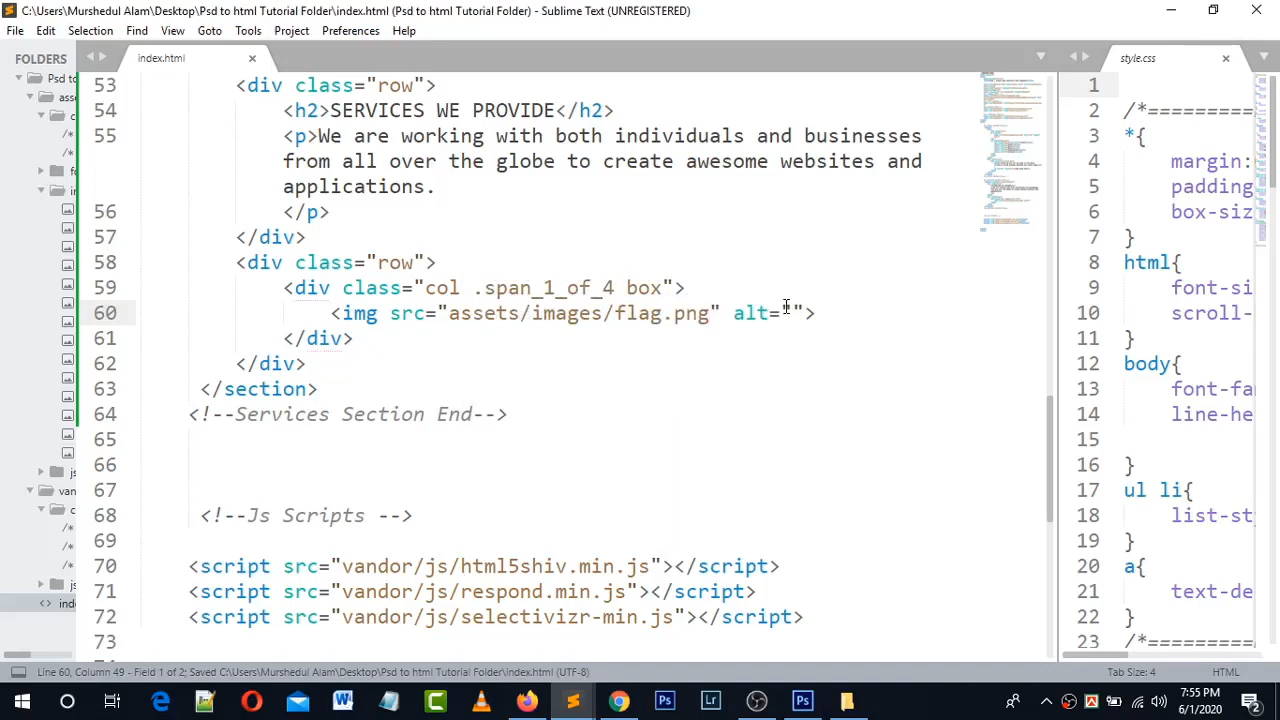 C:\Users\Murshedul Alam\Desktop\Psd to html Tutorial Folder\index.html (Psd to html Tutorial Folder) - Sublime Text (UNREGISTERED)
File Edit Selection Find View Goto Tools Project Preferences Help
FOLDERS
index.html
style.css
Psd to
ass
c
/*
/*
fo
in
js
van
c
/*
/*
/*
js
inde
53 <div class="row">
54 <h2>SERVICES WE PROVIDE</h2>
55 <p>We are working with both individuals and businesses
from all over the globe to create awesome websites and
applications.
56 </p>
57 </div>
58 <div class="row">
59 <div class="col .span_1_of_4 box">
60 <img src="assets/images/flag.png" alt="">
61 </div>
62 </div>
63 </section>
64 <!--Services Section End-->
65
66
67
68 <!--Js Scripts -->
69
70 <script src="vandor/js/html5shiv.min.js"></script>
71 <script src="vandor/js/respond.min.js"></script>
72 <script src="vandor/js/selectivizr-min.js"></script>
73
1
2 /*=========
3 *{
4 margin:
5 padding
6 box-siz
7 }
8 html{
9 font-si
10 scroll-
11 }
12 body{
13 font-fa
14 line-he
15
16 }
17 ul li{
18 list-st
19 }
20 a{
21 text-de
22 }
23 /*=========
Line 60, Column 49 - Field 1 of 2; Saved C:\Users\Murshedul Alam\Desktop\Psd to html Tutorial Folder\index.html (UTF-8)
Tab Size: 4
HTML
7:55 PM
6/1/2020